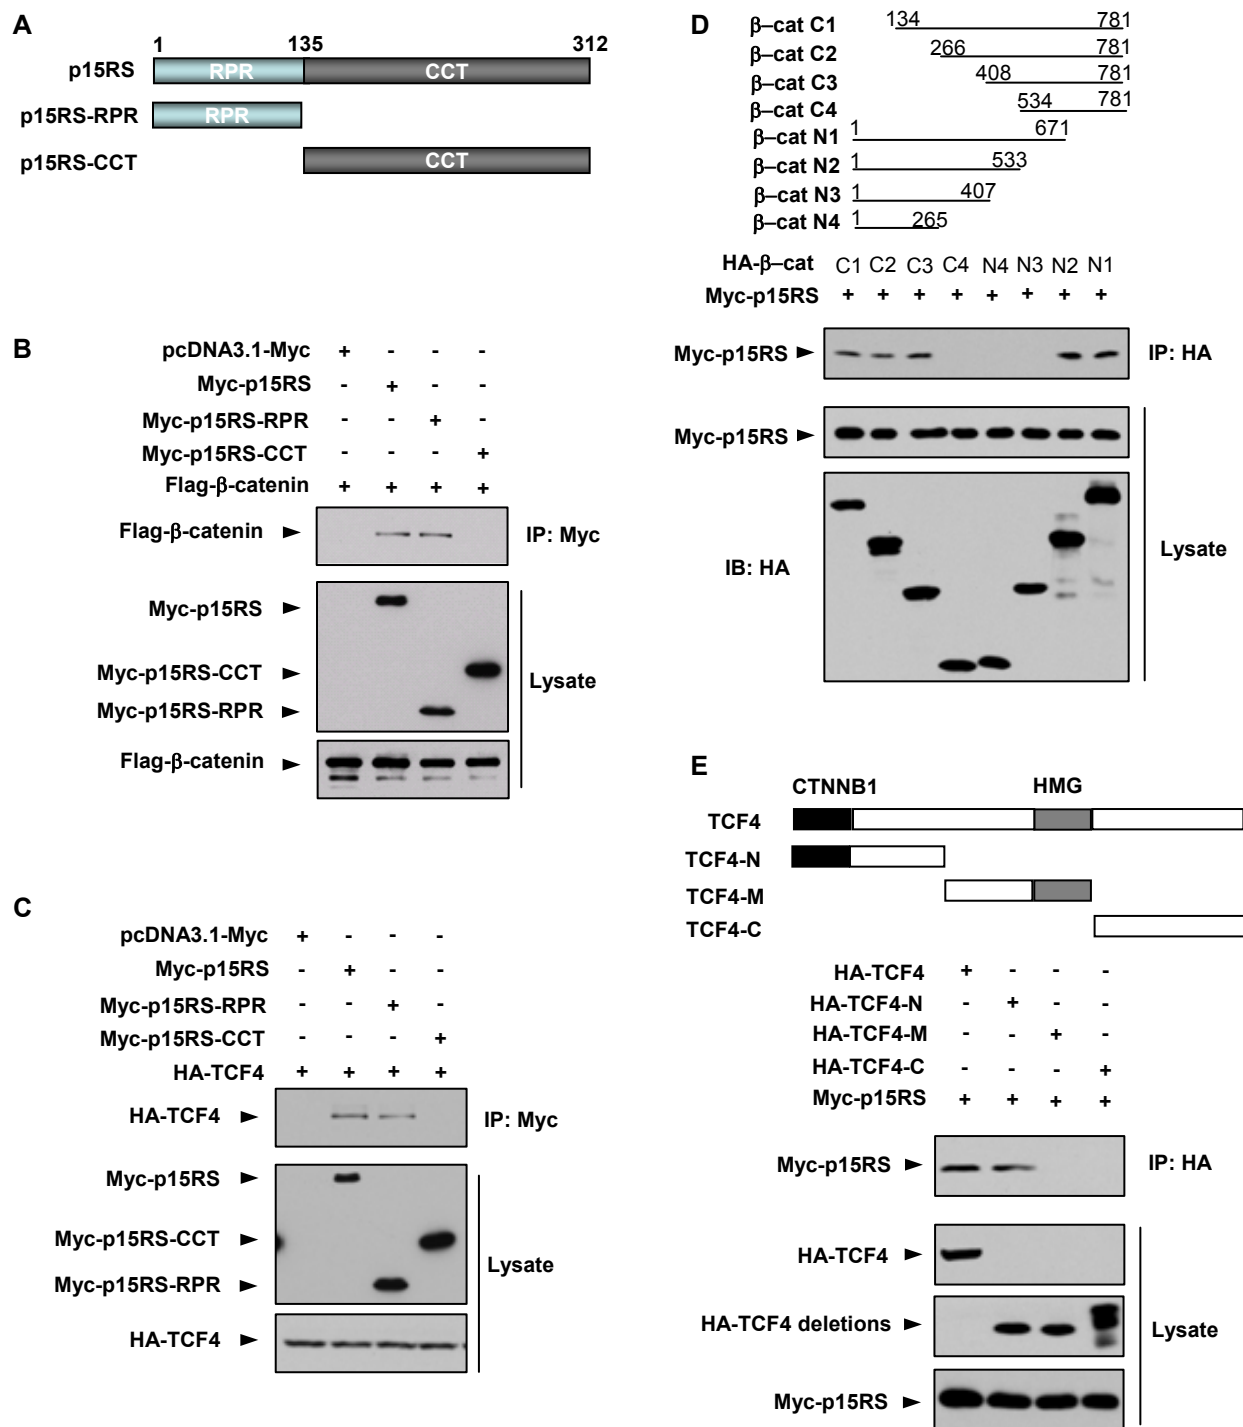 A
1 135 312
p15RS RPR CCT
p15RS-RPR RPR
p15RS-CCT CCT
B
pcDNA3.1-Myc + - - -
Myc-p15RS - + - -
Myc-p15RS-RPR - - + -
Myc-p15RS-CCT - - - +
Flag-β-catenin + + + +
Flag-β-catenin ► IP: Myc
Myc-p15RS ►
Myc-p15RS-CCT ►
Lysate
Myc-p15RS-RPR ►
Flag-β-catenin ►
C
pcDNA3.1-Myc + - - -
Myc-p15RS - + - -
Myc-p15RS-RPR - - + -
Myc-p15RS-CCT - - - +
HA-TCF4 + + + +
HA-TCF4 ► IP: Myc
Myc-p15RS ►
Myc-p15RS-CCT ►
Lysate
Myc-p15RS-RPR ►
HA-TCF4 ►
D
β–cat C1 134 781
β–cat C2 266 781
β–cat C3 408 781
β–cat C4 534 781
β–cat N1 1 671
β–cat N2 1 533
β–cat N3 1 407
β–cat N4 1 265
HA-β–cat C1 C2 C3 C4 N4 N3 N2 N1
Myc-p15RS + + + + + + + +
Myc-p15RS ► IP: HA
Myc-p15RS ►
Lysate
IB: HA
E
CTNNB1 HMG
TCF4
TCF4-N
TCF4-M
TCF4-C
HA-TCF4 + - - -
HA-TCF4-N - + - -
HA-TCF4-M - - + -
HA-TCF4-C - - - +
Myc-p15RS + + + +
Myc-p15RS ► IP: HA
HA-TCF4 ►
HA-TCF4 deletions ► Lysate
Myc-p15RS ►